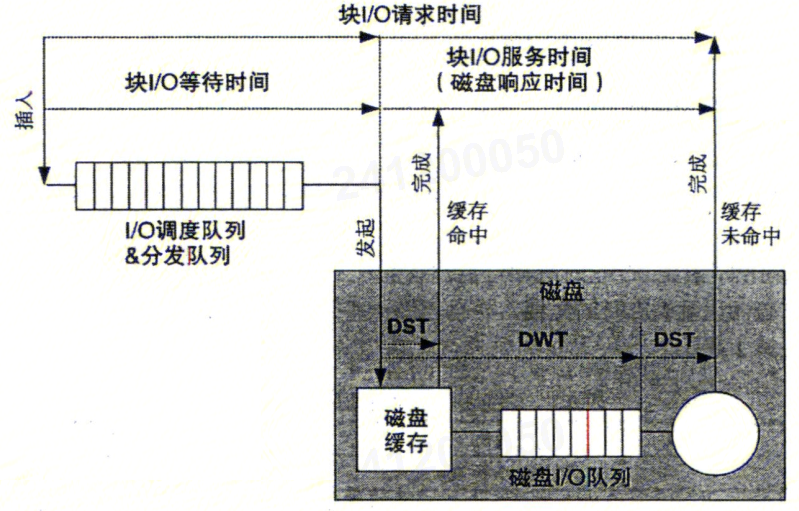 块I/O请求时间
块I/O服务时间
(磁盘响应时间)
块I/O等待时间
插入
I/O调度队列
&分发队列
发起
完成
缓存
命中
完成
缓存
未命中
磁盘
DST
DWT
DST
磁盘
缓存
磁盘I/O队列